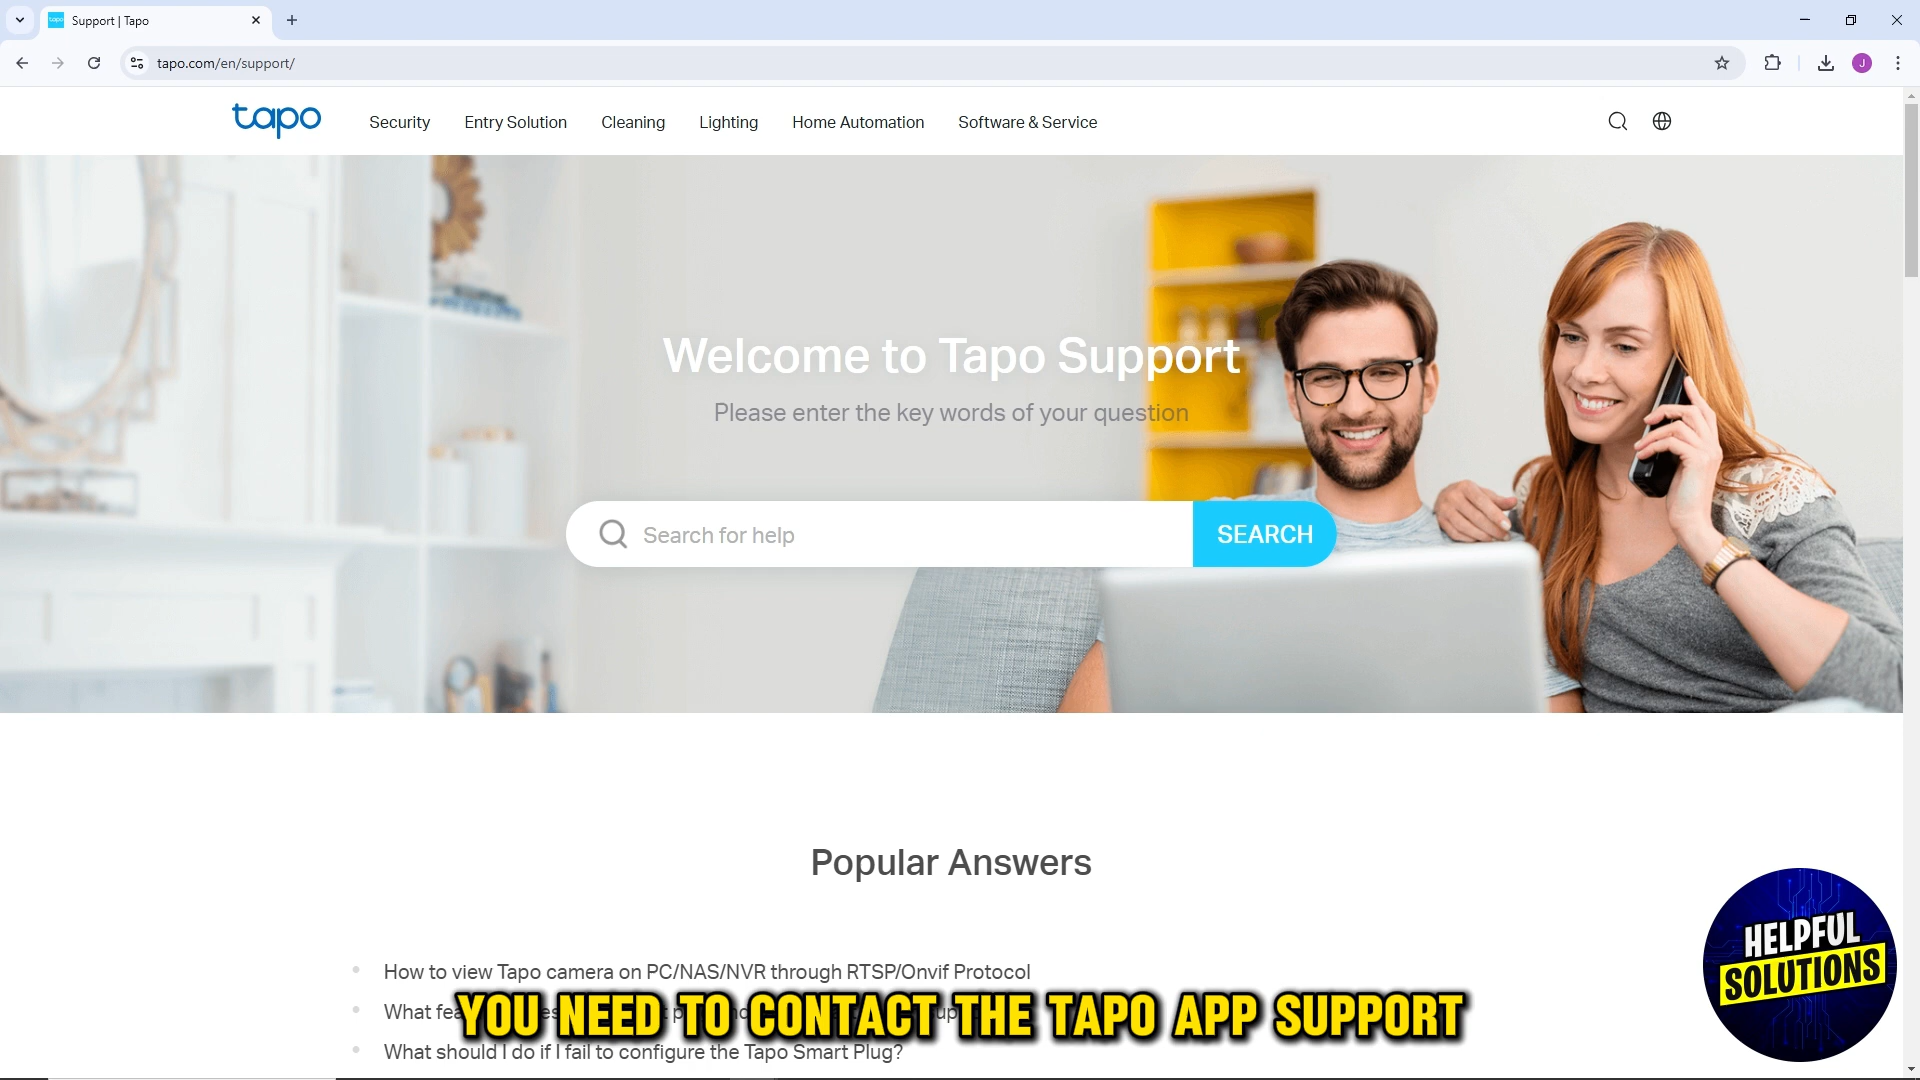 Support | Tapo
tapo.com/en/support/
J
tapo
Security
Entry Solution
Cleaning
Lighting
Home Automation
Software & Service
Welcome to Tapo Support
Please enter the key words of your question
Search for help
SEARCH
Popular Answers
How to view Tapo camera on PC/NAS/NVR through RTSP/Onvif Protocol
What
YOU NEED TO CONTACT THE TAPO APP SUPPORT
What should I do if I fail to configure the Tapo Smart Plug?
HELPFUL
SOLUTIONS